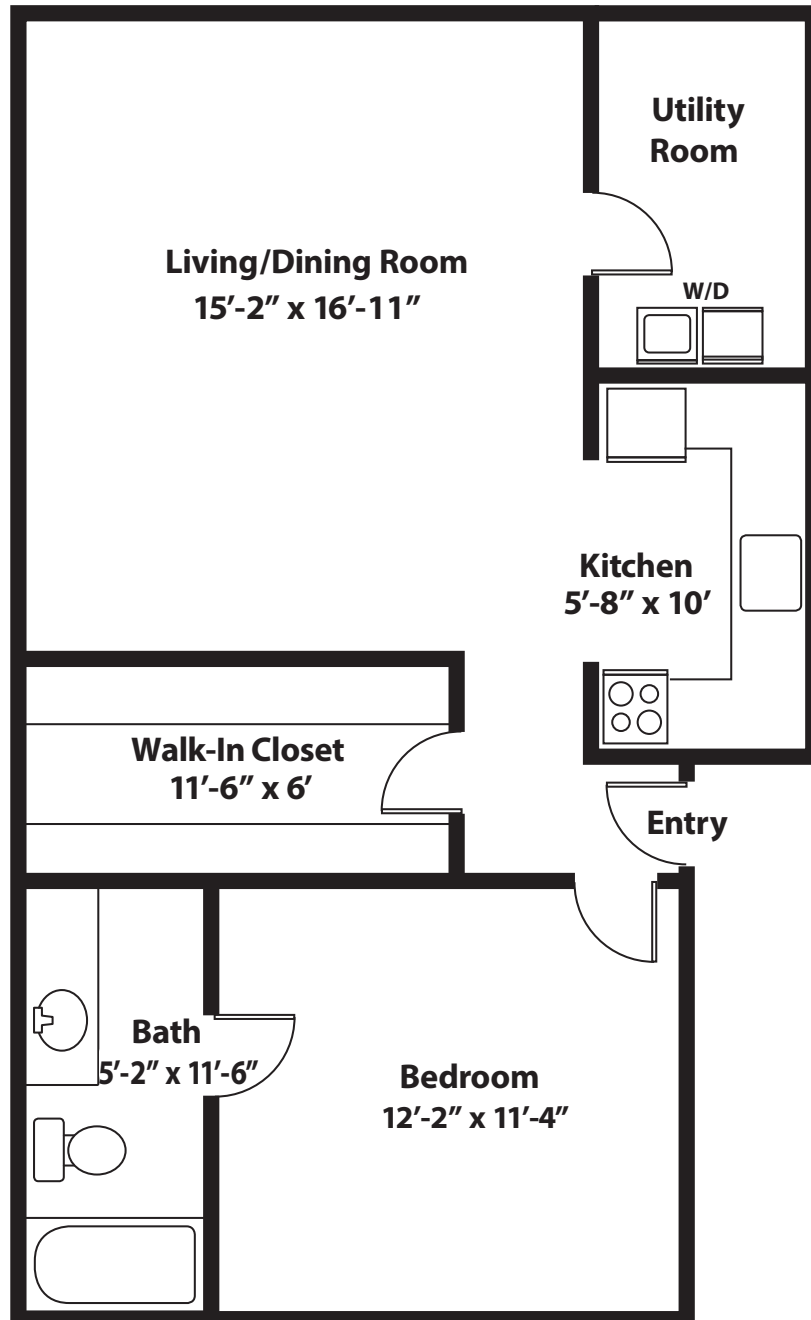 Utility
Room
Living/Dining Room
15’-2” x 16’-11”
W/D
Kitchen
5’-8” x 10’
Walk-In Closet
11’-6” x 6’
Entry
Bath
5’-2” x 11’-6”
Bedroom
12’-2” x 11’-4”